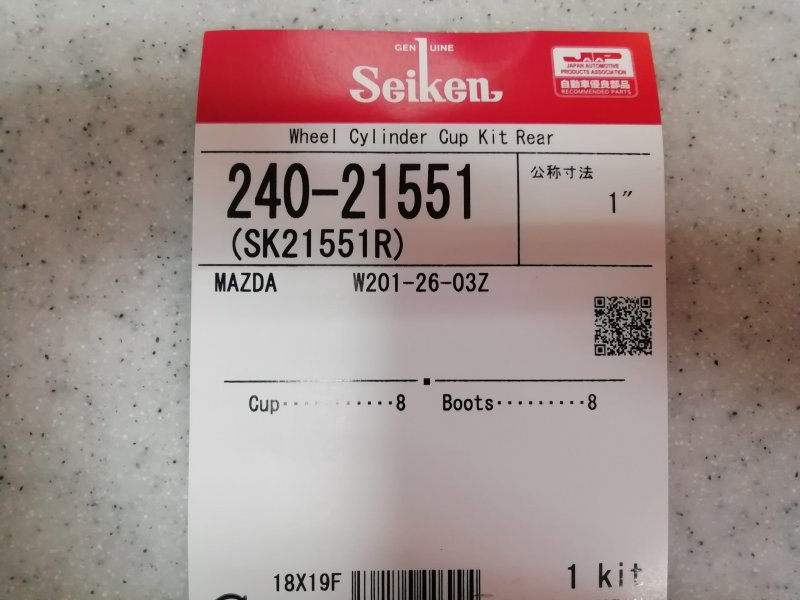 GENUINE
Seiken
JAPA
JAPAN AUTOMOTIVE
PRODUCTS ASSOCIATION
自動車優良部品
RECOMMENDED PARTS
Wheel Cylinder Cup Kit Rear
240-21551
(SK21551R)
公称寸法
1″
MAZDA W201-26-03Z
Cup···········8 Boots·········8
18X19F
1 kit